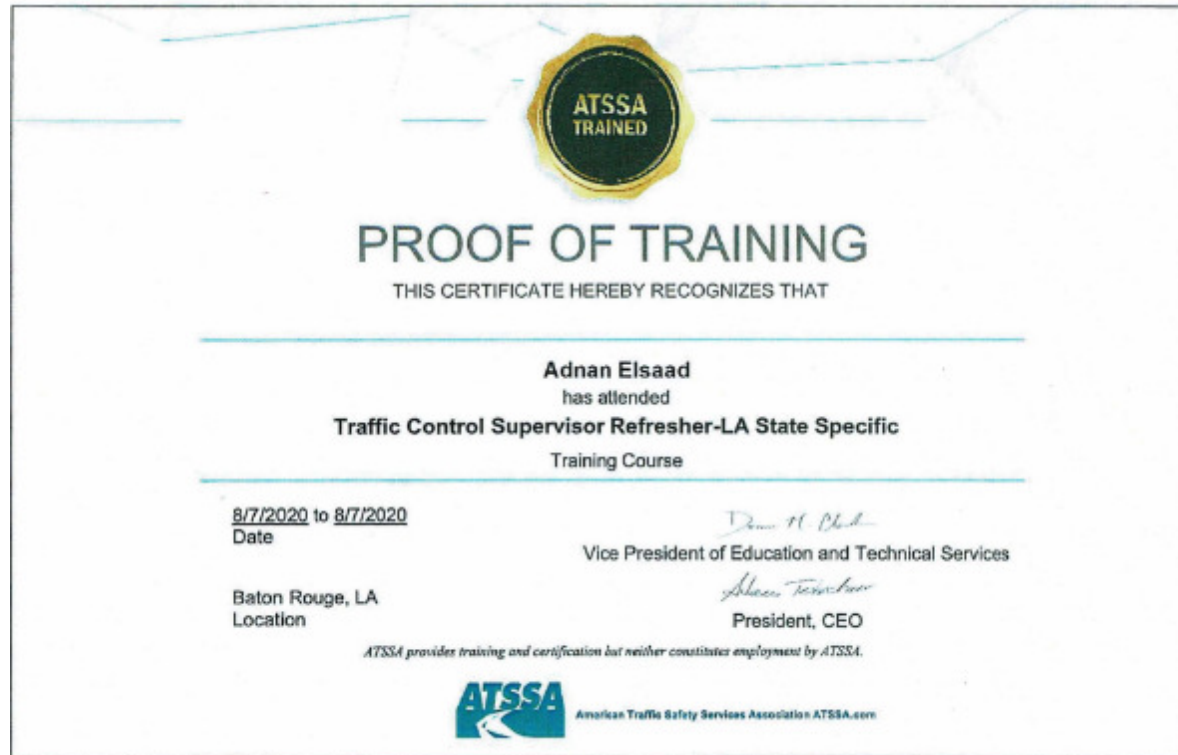 ATSSA
TRAINED
PROOF OF TRAINING
THIS CERTIFICATE HEREBY RECOGNIZES THAT
Adnan Elsaad
has attended
Traffic Control Supervisor Refresher-LA State Specific
Training Course
8/7/2020 to 8/7/2020
Date
Vice President of Education and Technical Services
Baton Rouge, LA
Location
President, CEO
ATSSA provides training and certification but neither constitutes employment by ATSSA.
ATSSA
American Traffic Safety Services Association ATSSA.com